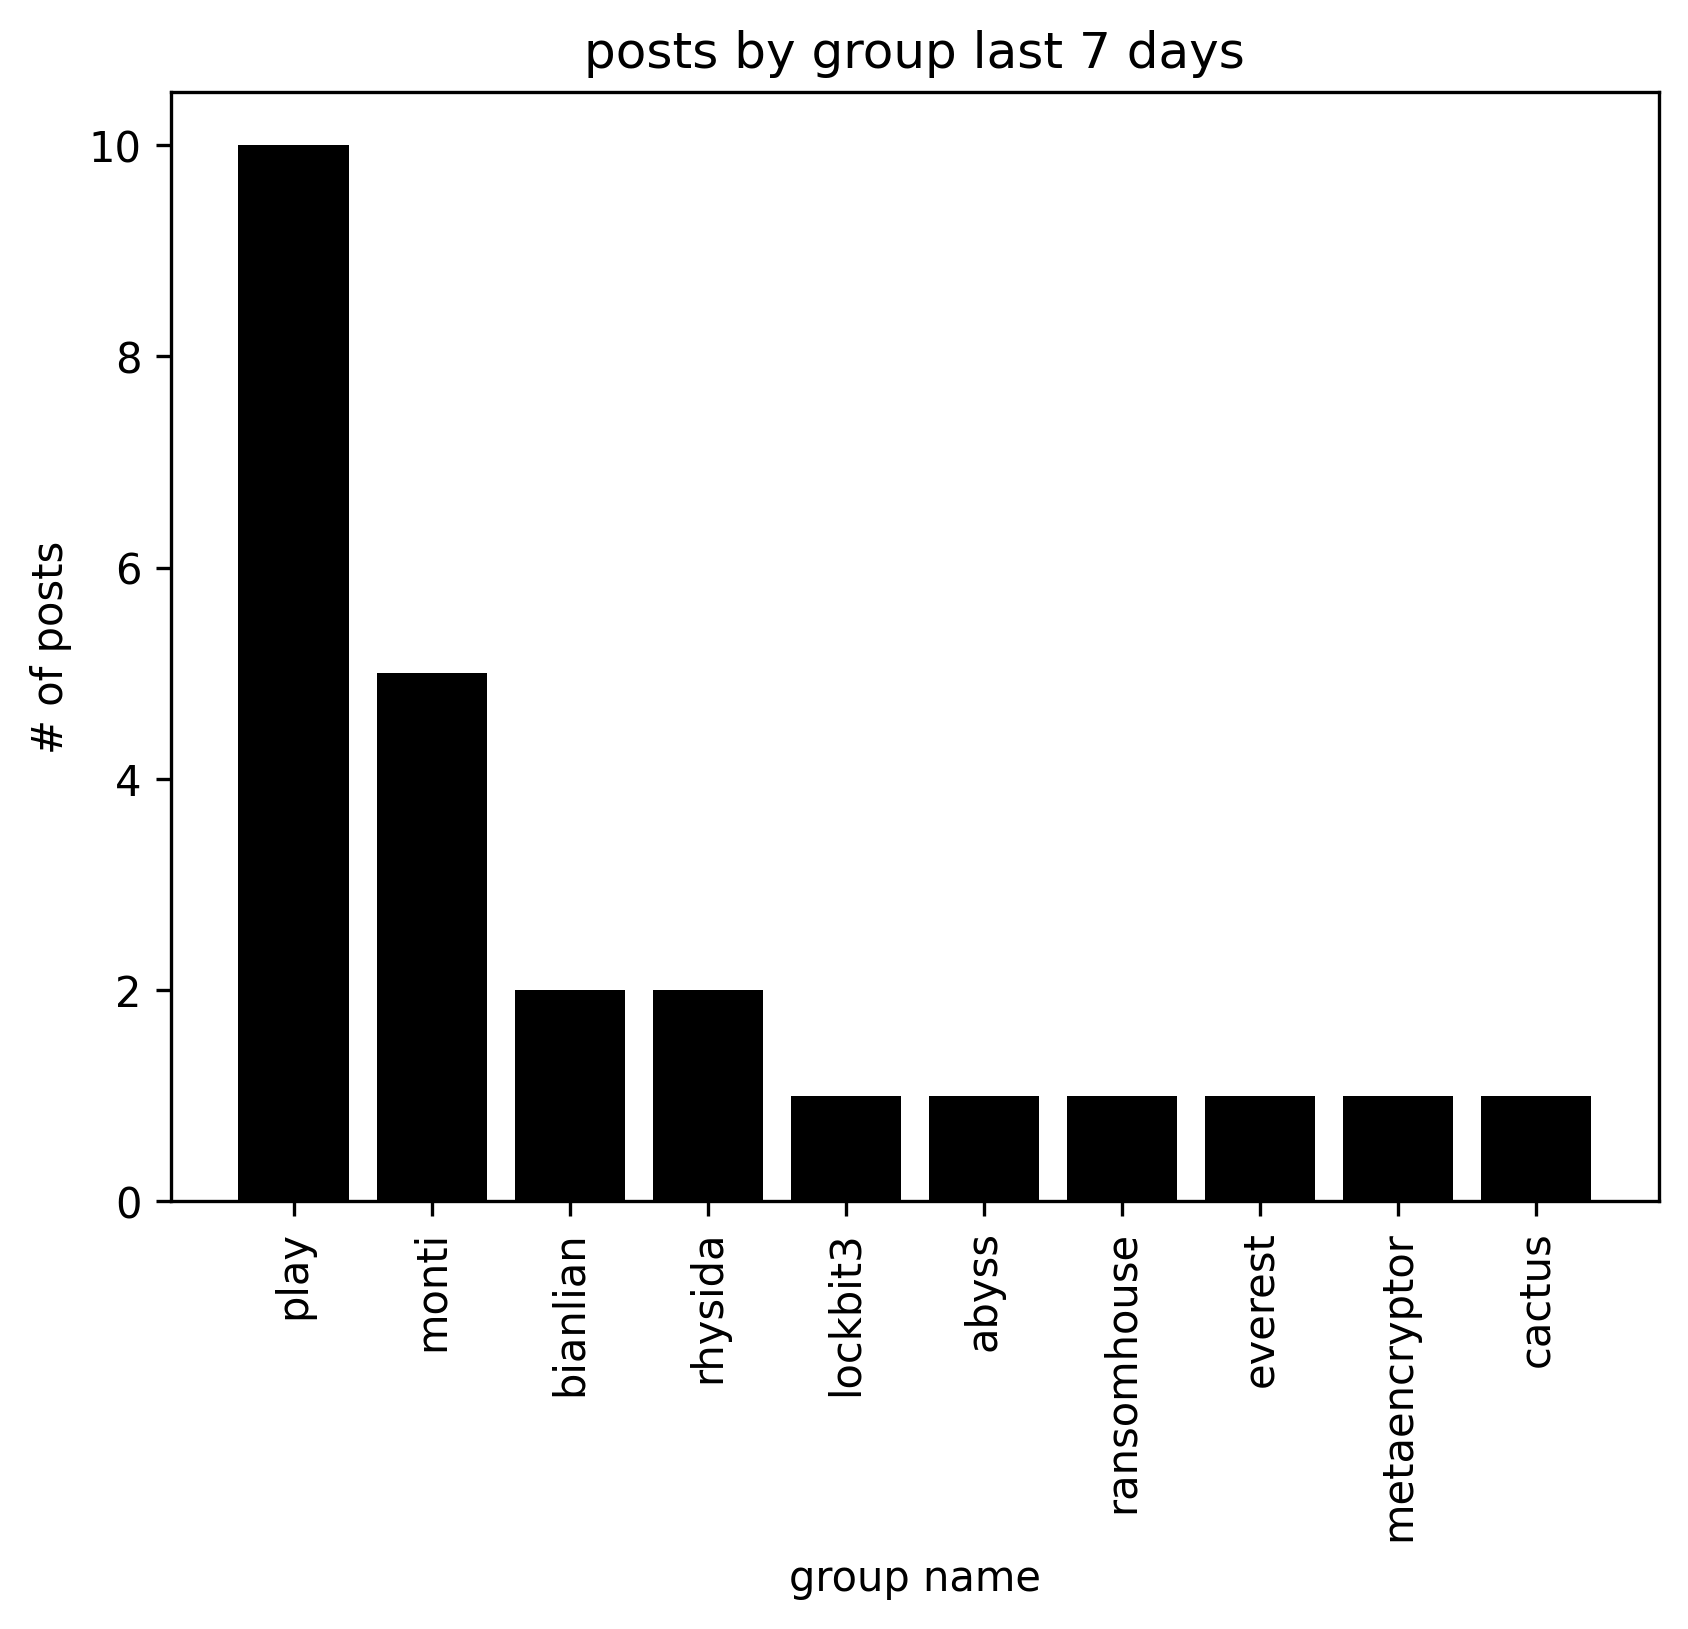 posts by group last 7 days
# of posts
10
8
6
4
2
0
play
monti
bianlian
rhysida
lockbit3
abyss
ransomhouse
everest
metaencryptor
cactus
group name